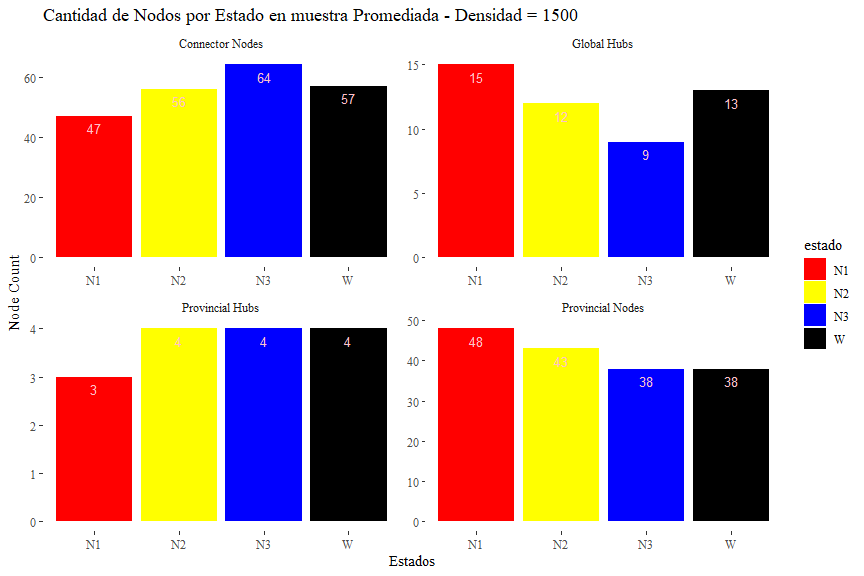 Cantidad de Nodos por Estado en muestra Promediada - Densidad = 1500
Connector Nodes
Global Hubs
60
40
20
0
47
56
64
57
N1
N2
N3
W
15
10
5
0
15
12
9
13
N1
N2
N3
W
Provincial Hubs
Provincial Nodes
4
3
2
1
0
3
4
4
4
N1
N2
N3
W
50
40
30
20
10
0
48
43
38
38
N1
N2
N3
W
Node Count
Estados
estado
N1
N2
N3
W